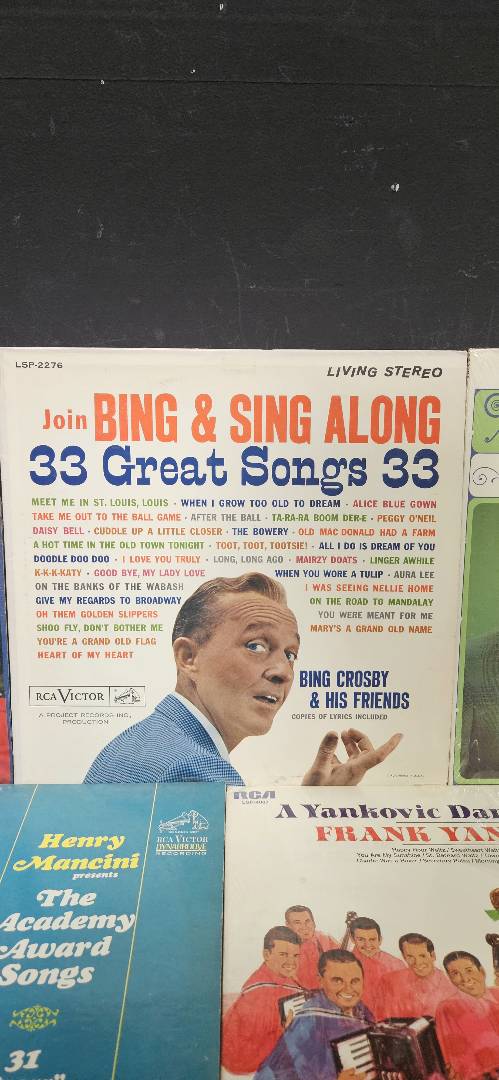 LSP-2276
LIVING STEREO
Join BING & SING ALONG
33 Great Songs 33
MEET ME IN ST. LOUIS, LOUIS · WHEN I GROW TOO OLD TO DREAM · ALICE BLUE GOWN
TAKE ME OUT TO THE BALL GAME · AFTER THE BALL · TA-RA-RA BOOM DER-E · PEGGY O'NEIL
DAISY BELL · CUDDLE UP A LITTLE CLOSER · THE BOWERY · OLD MAC DONALD HAD A FARM
A HOT TIME IN THE OLD TOWN TONIGHT · TOOT, TOOT, TOOTSIE! · ALL I DO IS DREAM OF YOU
DOODLE DOO DOO · I LOVE YOU TRULY · LONG, LONG AGO · MAIRZY DOATS · LINGER AWHILE
K-K-K-KATY · GOOD BYE, MY LADY LOVE
WHEN YOU WORE A TULIP · AURA LEE
ON THE BANKS OF THE WABASH
I WAS SEEING NELLIE HOME
GIVE MY REGARDS TO BROADWAY
ON THE ROAD TO MANDALAY
OH THEM GOLDEN SLIPPERS
YOU WERE MEANT FOR ME
SHOO FLY, DON'T BOTHER ME
MARY'S A GRAND OLD NAME
YOU'RE A GRAND OLD FLAG
HEART OF MY HEART
BING CROSBY
& HIS FRIENDS
COPIES OF LYRICS INCLUDED
RCA VICTOR
A PROJECT RECORDS INC,
PRODUCTION
Henry
Mancini
presents
The
Academy
Award
Songs
31
RCA VICTOR
DYNAGROOVE
RECORDING
RCA
A Yankovic Dan
FRANK YAN